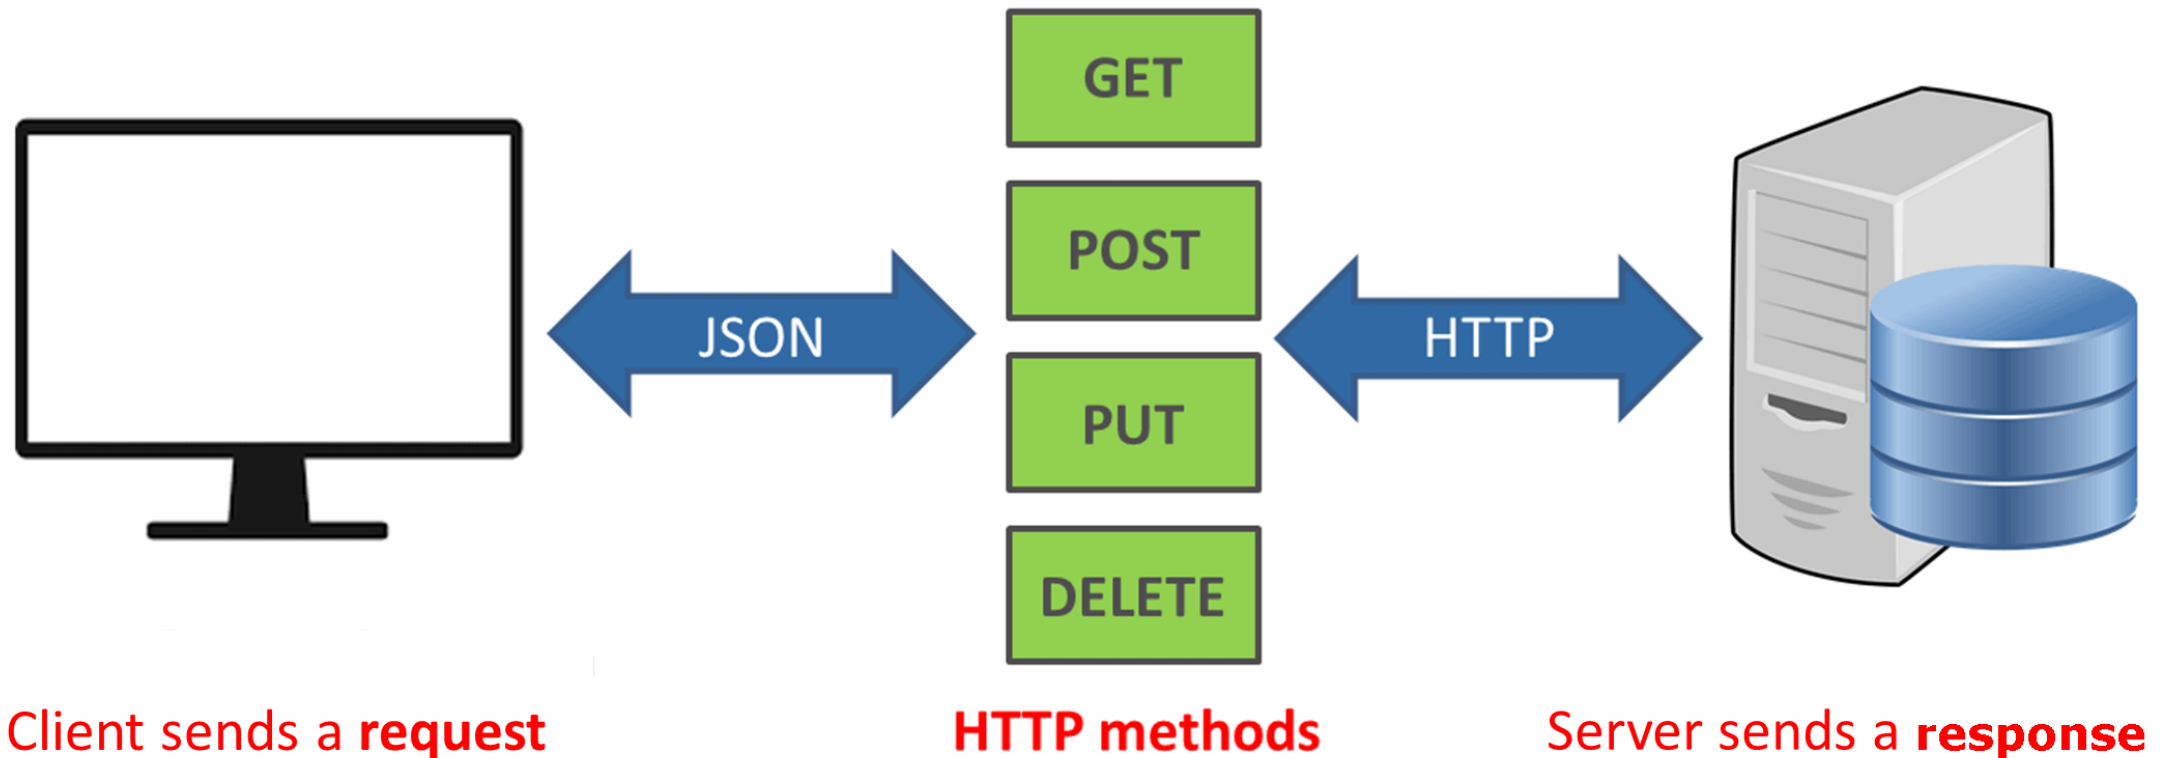 GET
POST
JSON
HTTP
PUT
DELETE
Client sends a request
HTTP methods
Server sends a response